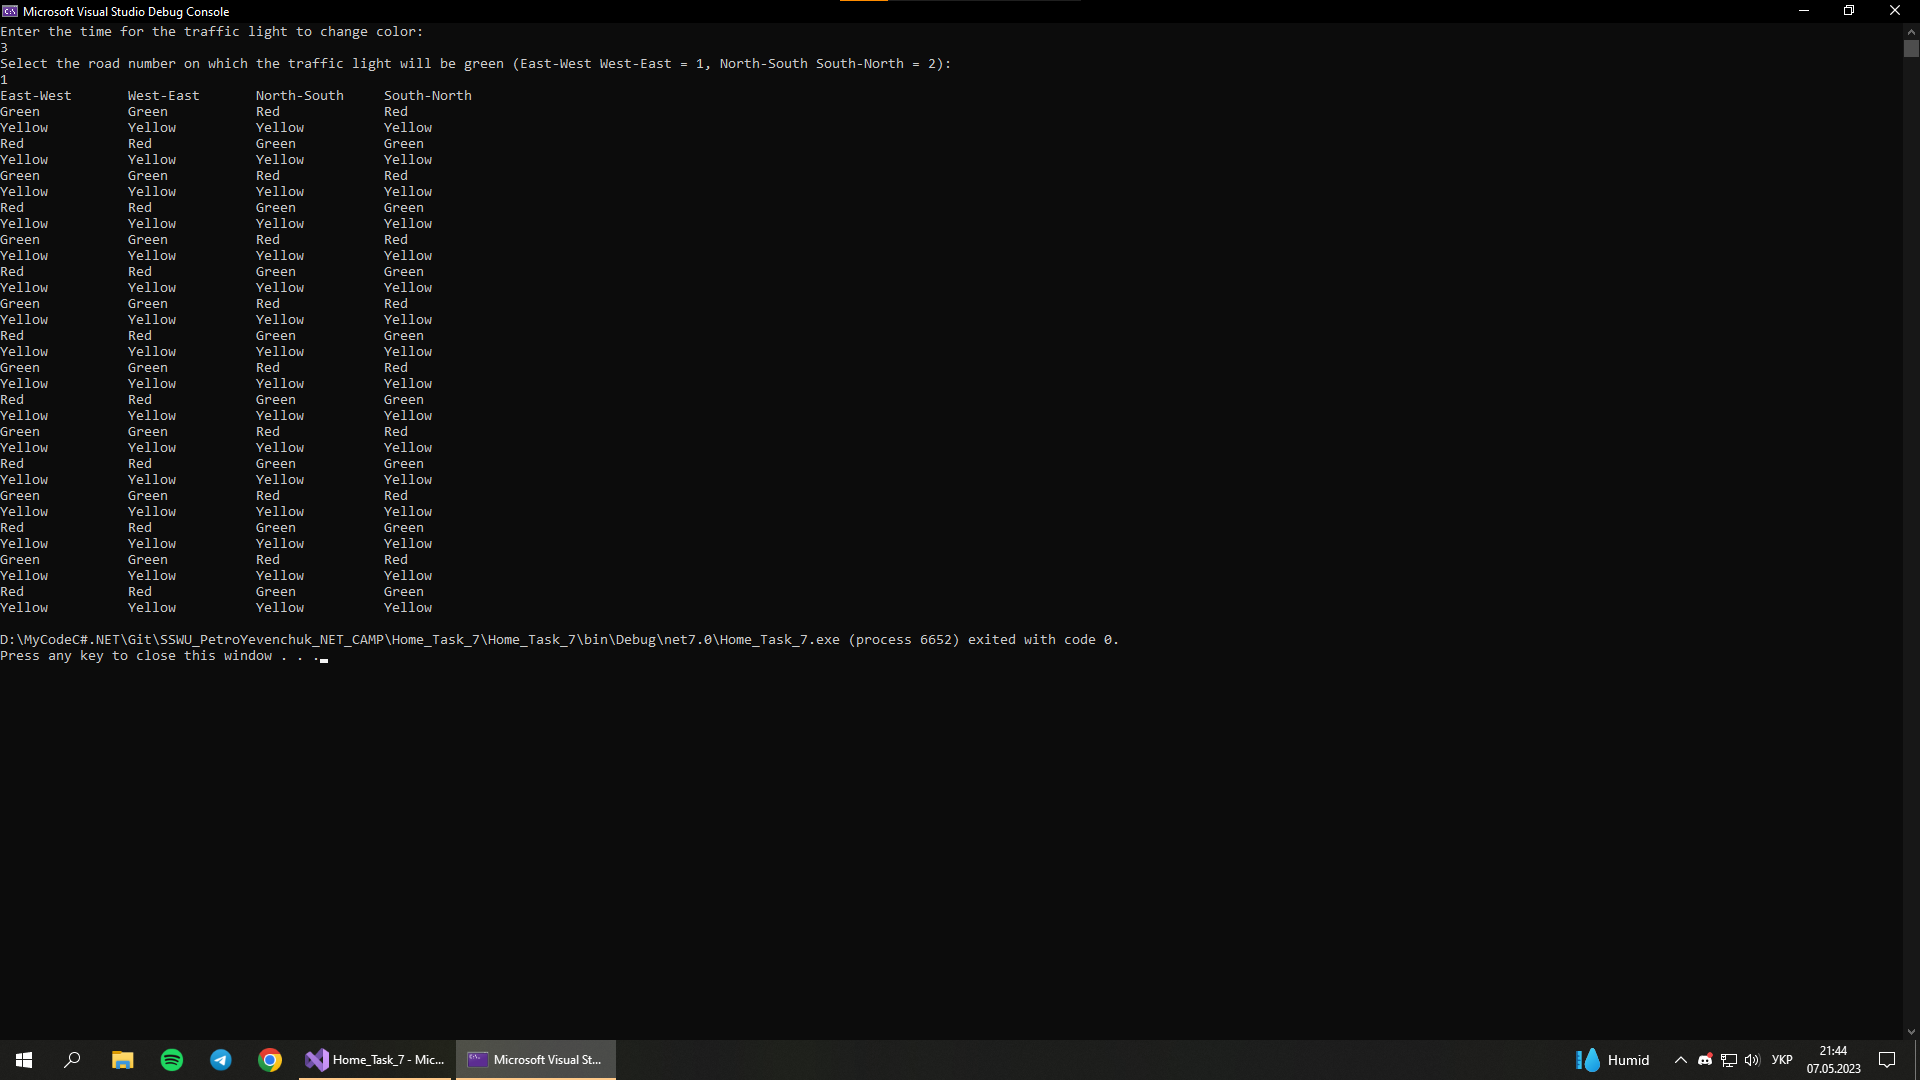 Microsoft Visual Studio Debug Console
Enter the time for the traffic light to change color:
3
Select the road number on which the traffic light will be green (East-West West-East = 1, North-South South-North = 2):
1
East-West West-East North-South South-North
Green Green Red Red
Yellow Yellow Yellow Yellow
Red Red Green Green
Yellow Yellow Yellow Yellow
Green Green Red Red
Yellow Yellow Yellow Yellow
Red Red Green Green
Yellow Yellow Yellow Yellow
Green Green Red Red
Yellow Yellow Yellow Yellow
Red Red Green Green
Yellow Yellow Yellow Yellow
Green Green Red Red
Yellow Yellow Yellow Yellow
Red Red Green Green
Yellow Yellow Yellow Yellow
Green Green Red Red
Yellow Yellow Yellow Yellow
Red Red Green Green
Yellow Yellow Yellow Yellow
Green Green Red Red
Yellow Yellow Yellow Yellow
Red Red Green Green
Yellow Yellow Yellow Yellow
Green Green Red Red
Yellow Yellow Yellow Yellow
Red Red Green Green
Yellow Yellow Yellow Yellow
Green Green Red Red
Yellow Yellow Yellow Yellow
Red Red Green Green
Yellow Yellow Yellow Yellow
D:\MyCodeC#.NET\Git\SSWU_PetroYevenchuk_NET_CAMP\Home_Task_7\Home_Task_7\bin\Debug\net7.0\Home_Task_7.exe (process 6652) exited with code 0.
Press any key to close this window . . .
Home_Task_7 - Mic... Microsoft Visual St... Humid УКР 21:44
07.05.2023